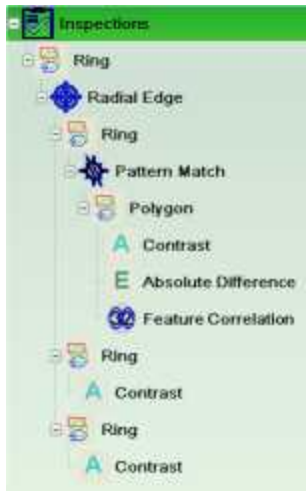 Inspections
Ring
Radial Edge
Ring
Pattern Match
Polygon
A Contrast
E Absolute Difference
Feature Correlation
Ring
A Contrast
Ring
A Contrast